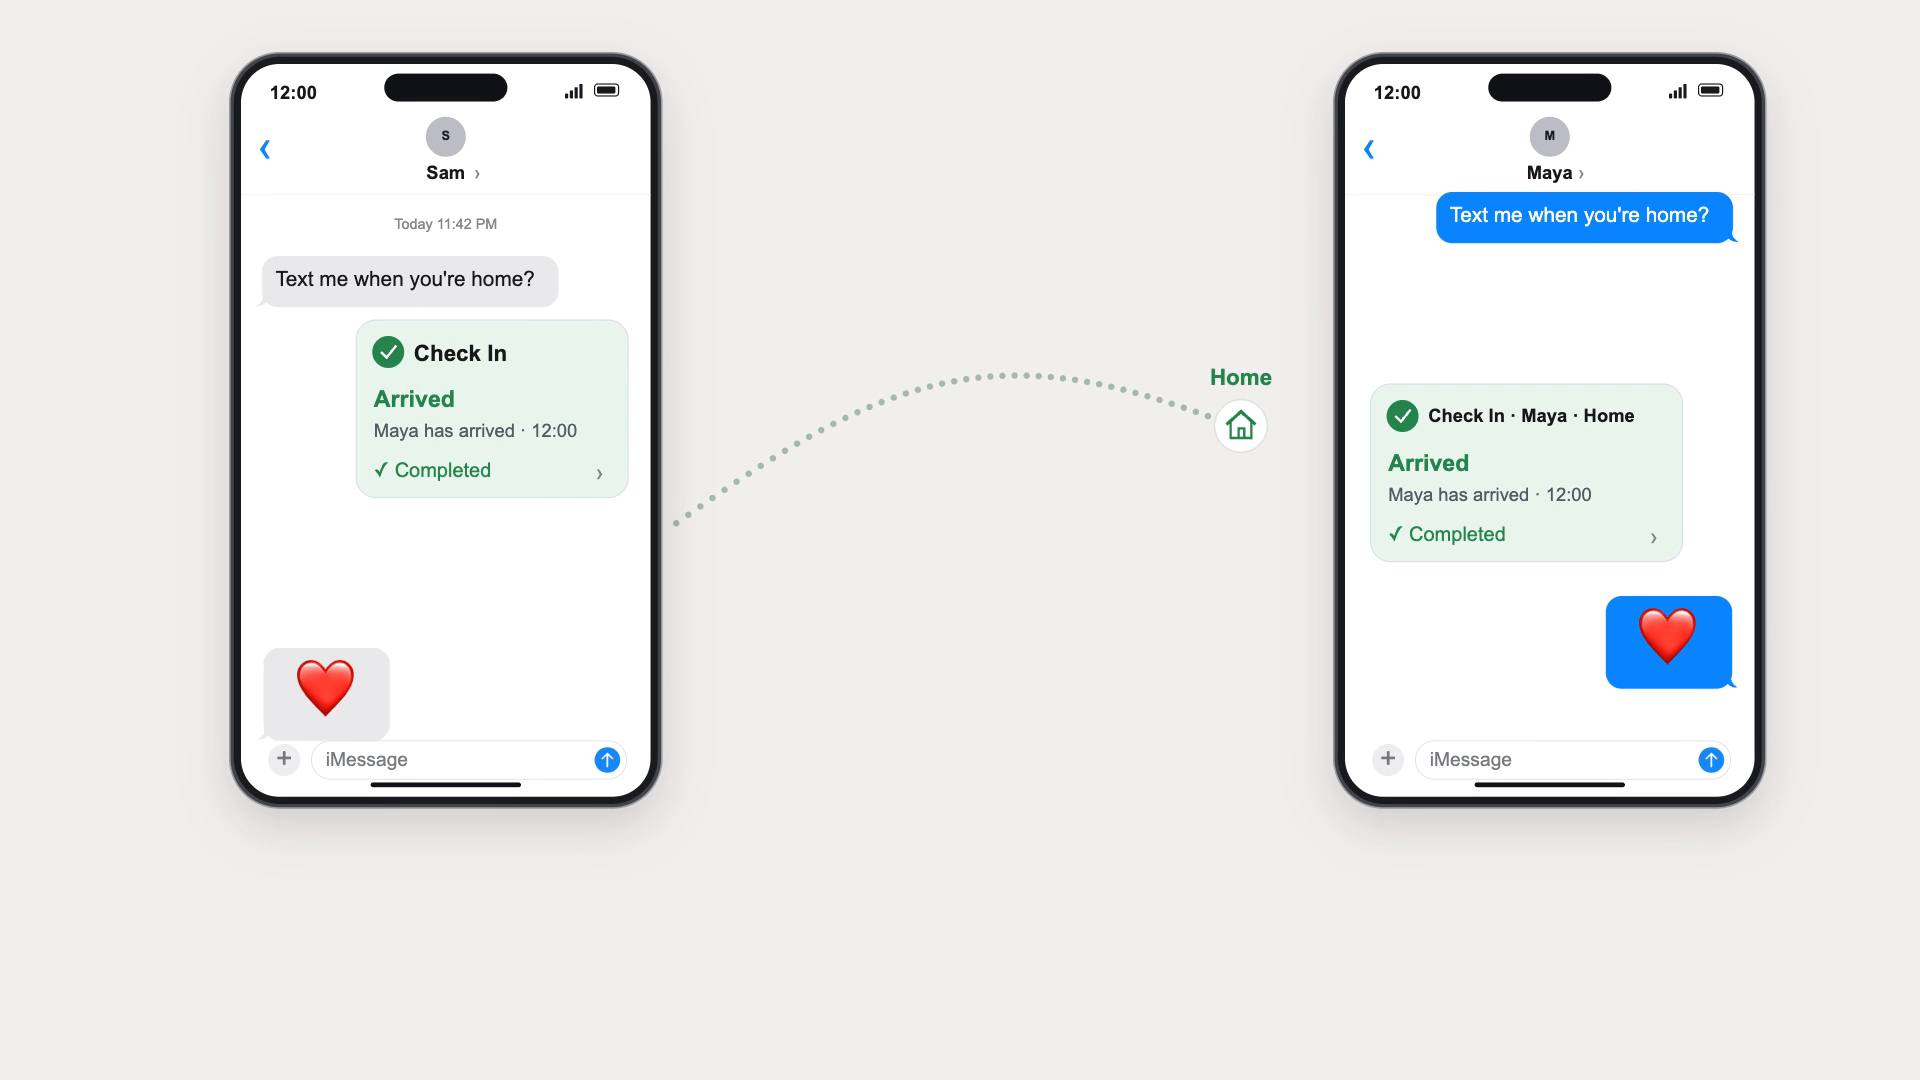 12:00
S
Sam ›
Today 11:42 PM
Text me when you're home?
Check In
Arrived
Maya has arrived · 12:00
✓ Completed ›
iMessage
Home
12:00
M
Maya ›
Text me when you're home?
Check In · Maya · Home
Arrived
Maya has arrived · 12:00
✓ Completed ›
iMessage